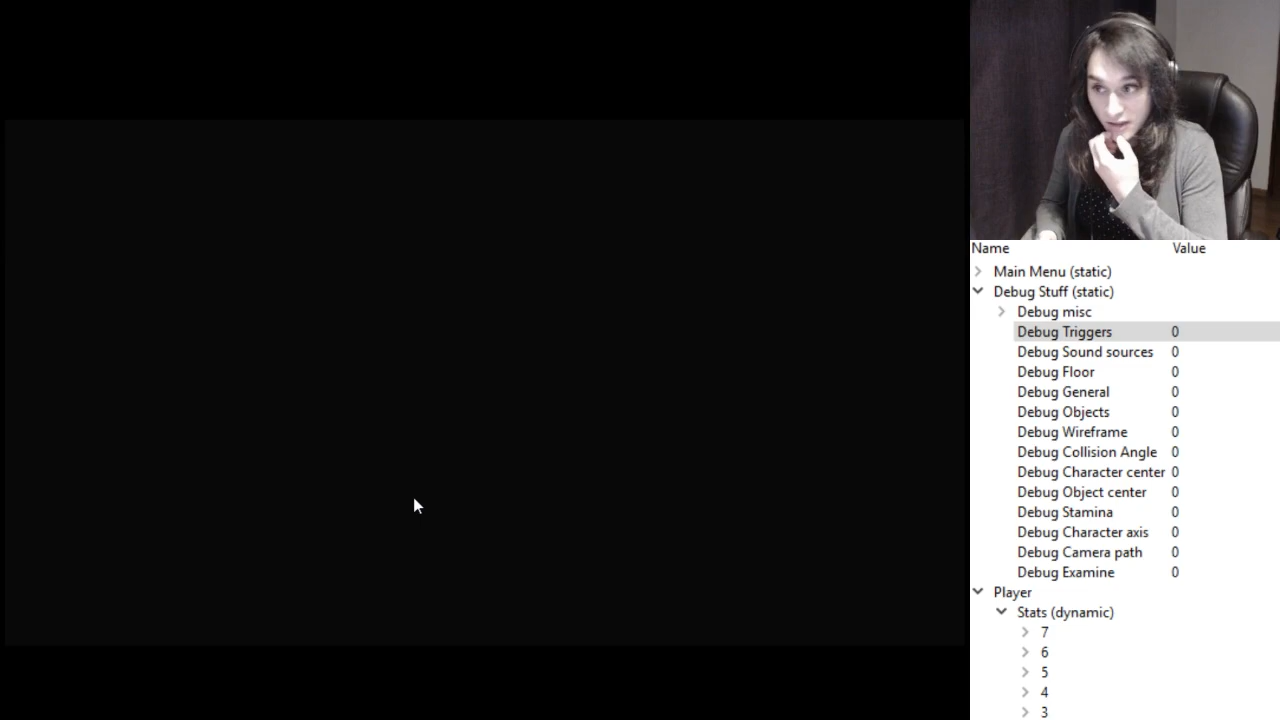 Name Value
Main Menu (static)
Debug Stuff (static)
Debug misc
Debug Triggers 0
Debug Sound sources 0
Debug Floor 0
Debug General 0
Debug Objects 0
Debug Wireframe 0
Debug Collision Angle 0
Debug Character center 0
Debug Object center 0
Debug Stamina 0
Debug Character axis 0
Debug Camera path 0
Debug Examine 0
Player
Stats (dynamic)
7
6
5
4
3